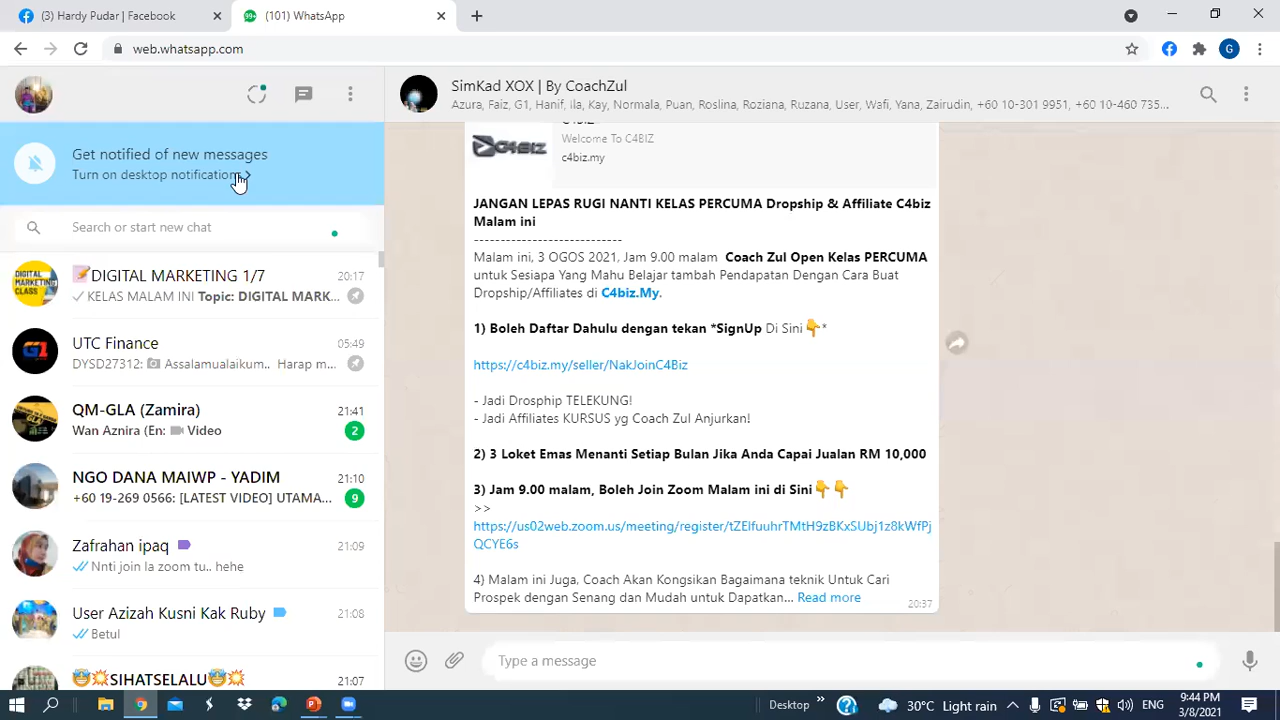 (3) Hardy Pudar | Facebook
(101) WhatsApp
web.whatsapp.com
G
99+
SimKad XOX | By CoachZul
Azura, Faiz, G1, Hanif, Ila, Kay, Normala, Puan, Roslina, Roziana, Ruzana, User, Wafi, Yana, Zairudin, +60 10-301 9951, +60 10-460 735...
Get notified of new messages
Turn on desktop notifications
Search or start new chat
DIGITAL MARKETING CLASS
📝DIGITAL MARKETING 1/7
20:17
KELAS MALAM INI Topic: DIGITAL MARK...
G1
UTC Finance
05:49
DYSD27312: Assalamualaikum.. Harap m...
QM-GLA (Zamira)
21:41
Wan Aznira (En: Video
2
NGO DANA MAIWP - YADIM
21:10
+60 19-269 0566: [LATEST VIDEO] UTAMA...
9
Zafrahan ipaq
21:09
Nnti join la zoom tu.. hehe
User Azizah Kusni Kak Ruby
21:08
Betul
🤠💥SIHATSELALU🤠💥
21:07
C4BIZ
Welcome To C4BIZ
c4biz.my
JANGAN LEPAS RUGI NANTI KELAS PERCUMA Dropship & Affiliate C4biz
Malam ini
----------------------------
Malam ini, 3 OGOS 2021, Jam 9.00 malam Coach Zul Open Kelas PERCUMA
untuk Sesiapa Yang Mahu Belajar tambah Pendapatan Dengan Cara Buat
Dropship/Affiliates di C4biz.My.
1) Boleh Daftar Dahulu dengan tekan *SignUp Di Sini👇*
https://c4biz.my/seller/NakJoinC4Biz
- Jadi Drosphip TELEKUNG!
- Jadi Affiliates KURSUS yg Coach Zul Anjurkan!
2) 3 Loket Emas Menanti Setiap Bulan Jika Anda Capai Jualan RM 10,000
3) Jam 9.00 malam, Boleh Join Zoom Malam ini di Sini👇👇
>>
https://us02web.zoom.us/meeting/register/tZElfuuhrTMtH9zBKxSUbj1z8kWfPj
QCYE6s
4) Malam ini Juga, Coach Akan Kongsikan Bagaimana teknik Untuk Cari
Prospek dengan Senang dan Mudah untuk Dapatkan... Read more
20:37
Type a message
Desktop
30°C Light rain
ENG
9:44 PM
3/8/2021